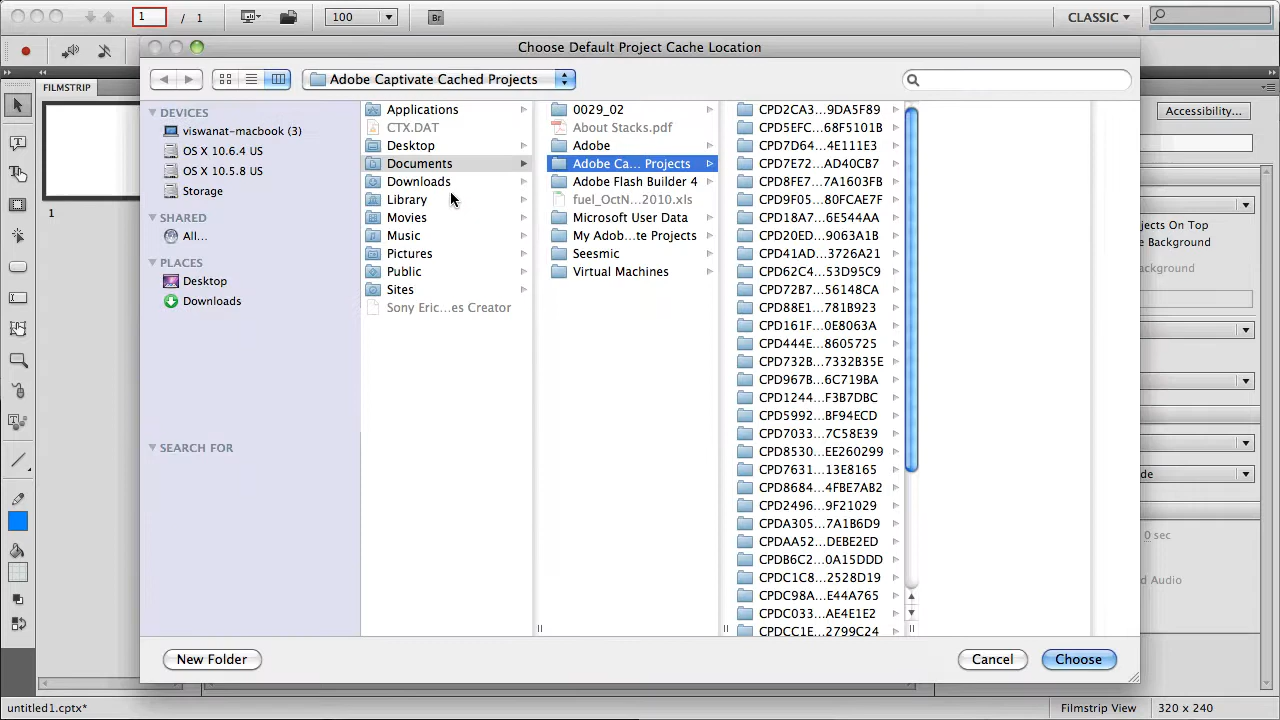 1 / 1 100 Br CLASSIC
Choose Default Project Cache Location
Adobe Captivate Cached Projects
FILMSTRIP
1
Accessibility...
jects On Top
e Background
ackground
de
0 sec
d Audio
DEVICES
viswanat-macbook (3)
OS X 10.6.4 US
OS X 10.5.8 US
Storage
SHARED
All...
PLACES
Desktop
Downloads
SEARCH FOR
Applications
CTX.DAT
Desktop
Documents
Downloads
Library
Movies
Music
Pictures
Public
Sites
Sony Eric...es Creator
0029_02
About Stacks.pdf
Adobe
Adobe Ca... Projects
Adobe Flash Builder 4
fuel_OctN...2010.xls
Microsoft User Data
My Adob...te Projects
Seesmic
Virtual Machines
CPD2CA3...9DA5F89
CPD5EFC...68F5101B
CPD7D64...4E111E3
CPD7E72...AD40CB7
CPD8FE7...7A1603FB
CPD9F05...80FCAE7F
CPD18A7...6E544AA
CPD20ED...9063A1B
CPD41AD...3426A21
CPD62C4...53D95C9
CPD72B7...56148CA
CPD88E1...781B923
CPD161F...0E8063A
CPD444E...8605725
CPD732B...7332B35E
CPD967B...6C719BA
CPD1244...F3B7DBC
CPD5992...BF94ECD
CPD7033...7C58E39
CPD8530...EE260299
CPD7631...13E8165
CPD8684...4FBE7AB2
CPD2496...9F21029
CPDA305...7A1B6D9
CPDAA52...DEBE2ED
CPDB6C2...0A15DDD
CPDC1C8...2528D19
CPDC98A...E44A765
CPDC033...AE4E1E2
CPDCC1E...2799C24
New Folder
Cancel
Choose
untitled1.cptx*
Filmstrip View
320 x 240